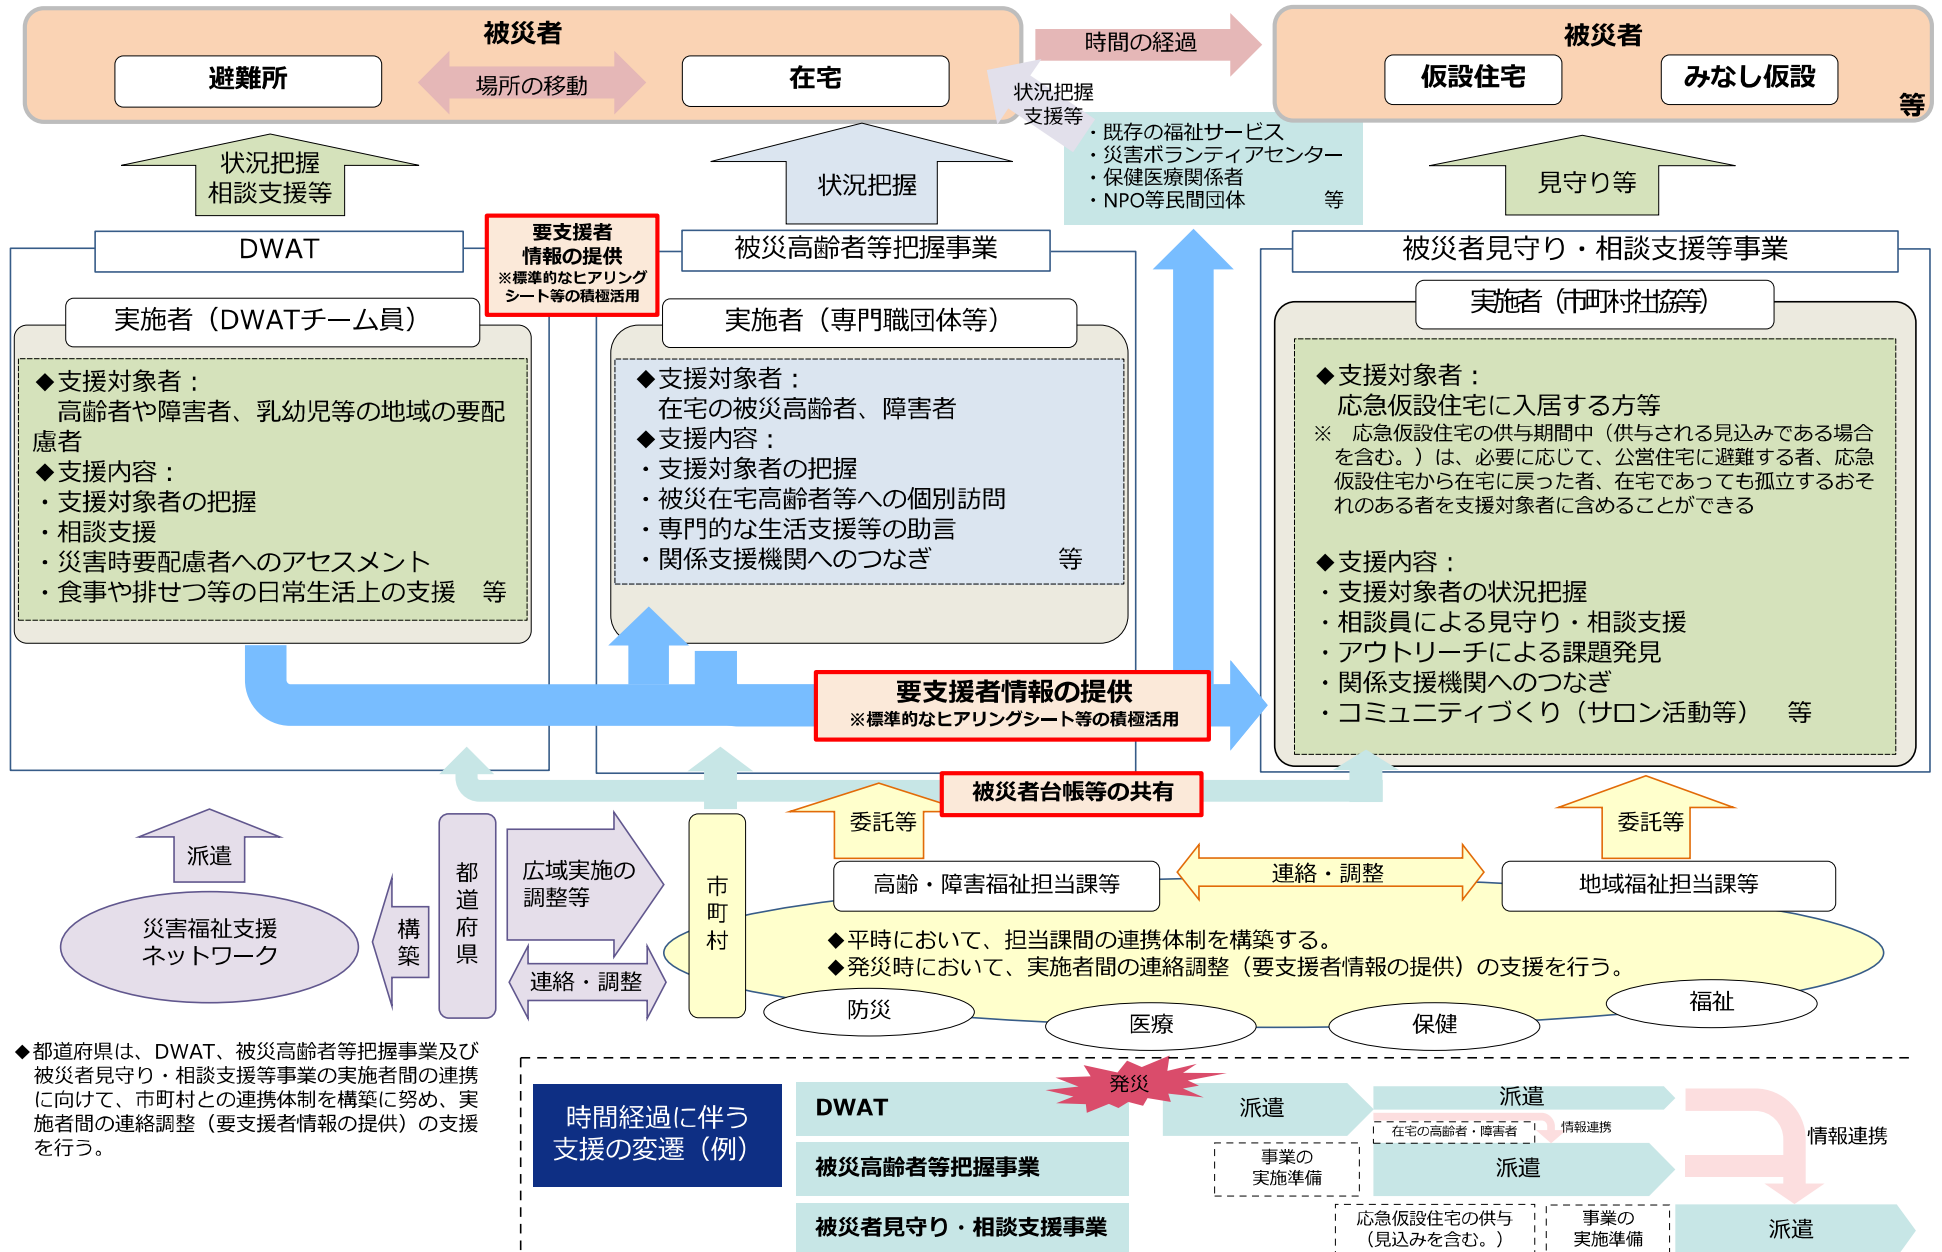 被災者
避難所
場所の移動
在宅
時間の経過
被災者
仮設住宅
みなし仮設
等
状況把握
支援等
・既存の福祉サービス
・災害ボランティアセンター
・保健医療関係者
・NPO等民間団体 等
状況把握
相談支援等
状況把握
見守り等
DWAT
要支援者
情報の提供
※標準的なヒアリング
シート等の積極活用
被災高齢者等把握事業
被災者見守り・相談支援等事業
実施者（DWATチーム員）
◆支援対象者：
高齢者や障害者、乳幼児等の地域の要配
慮者
◆支援内容：
・支援対象者の把握
・相談支援
・災害時要配慮者へのアセスメント
・食事や排せつ等の日常生活上の支援 等
実施者（専門職団体等）
◆支援対象者：
在宅の被災高齢者、障害者
◆支援内容：
・支援対象者の把握
・被災在宅高齢者等への個別訪問
・専門的な生活支援等の助言
・関係支援機関へのつなぎ 等
実施者（市町村社協等）
◆支援対象者：
応急仮設住宅に入居する方等
※ 応急仮設住宅の供与期間中（供与される見込みである場合
を含む。）は、必要に応じて、公営住宅に避難する者、応急
仮設住宅から在宅に戻った者、在宅であっても孤立するおそ
れのある者を支援対象者に含めることができる
◆支援内容：
・支援対象者の状況把握
・相談員による見守り・相談支援
・アウトリーチによる課題発見
・関係支援機関へのつなぎ
・コミュニティづくり（サロン活動等） 等
要支援者情報の提供
※標準的なヒアリングシート等の積極活用
被災者台帳等の共有
派遣
災害福祉支援
ネットワーク
構築
都道府県
広域実施の
調整等
連絡・調整
市町村
委託等
高齢・障害福祉担当課等
連絡・調整
委託等
地域福祉担当課等
◆平時において、担当課間の連携体制を構築する。
◆発災時において、実施者間の連絡調整（要支援者情報の提供）の支援を行う。
防災
医療
保健
福祉
◆都道府県は、DWAT、被災高齢者等把握事業及び
被災者見守り・相談支援等事業の実施者間の連携
に向けて、市町村との連携体制を構築に努め、実
施者間の連絡調整（要支援者情報の提供）の支援
を行う。
時間経過に伴う
支援の変遷（例）
DWAT
発災
派遣
派遣
在宅の高齢者・障害者
情報連携
情報連携
被災高齢者等把握事業
事業の
実施準備
派遣
被災者見守り・相談支援事業
応急仮設住宅の供与
（見込みを含む。）
事業の
実施準備
派遣